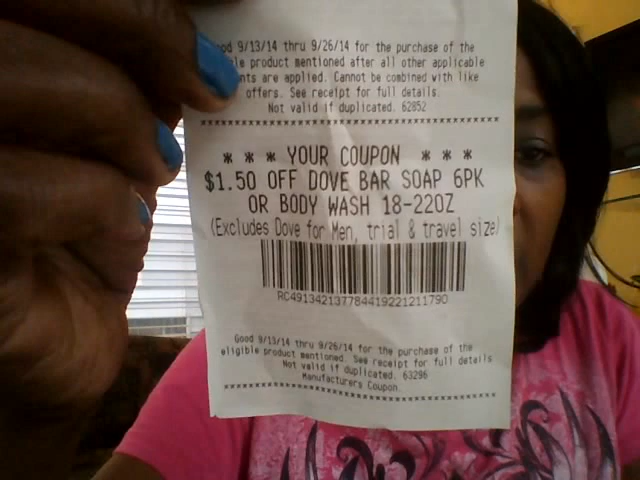 9/13/14 thru 9/26/14 for the purchase of the
product mentioned after all other applicable
are applied. Cannot be combined with like
offers. See receipt for full details.
Not valid if duplicated. 62852
* * * YOUR COUPON * * *
$1.50 OFF DOVE BAR SOAP 6PK
OR BODY WASH 18-22OZ
(Excludes Dove for Men, trial & travel size)
RC491342137784419221211790
Good 9/13/14 thru 9/26/14 for the purchase of the
eligible product mentioned. See receipt for full details
Not valid if duplicated. 63296
Manufacturers Coupon.